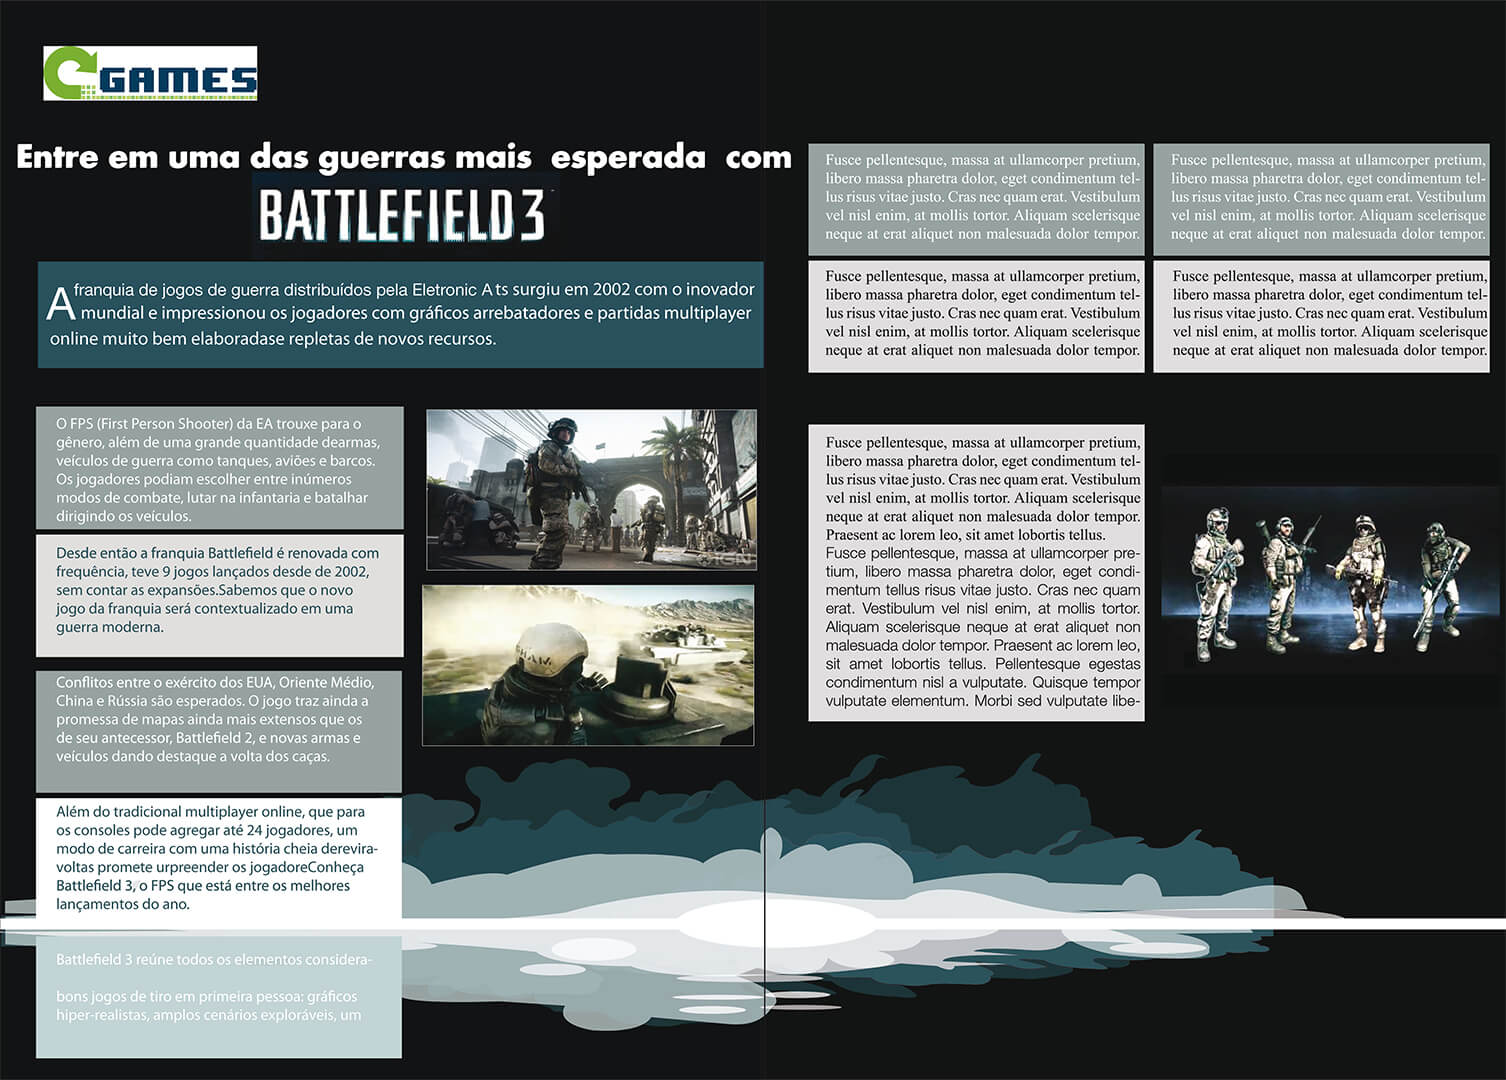 GAMES
Entre em uma das guerras mais esperada com
BATTLEFIELD 3
A franquia de jogos de guerra distribuídos pela Eletronic A ts surgiu em 2002 com o inovador
mundial e impressionou os jogadores com gráficos arrebatadores e partidas multiplayer
online muito bem elaboradase repletas de novos recursos.
O FPS (First Person Shooter) da EA trouxe para o
gênero, além de uma grande quantidade dearmas,
veículos de guerra como tanques, aviões e barcos.
Os jogadores podiam escolher entre inúmeros
modos de combate, lutar na infantaria e batalhar
dirigindo os veículos.
Desde então a franquia Battlefield é renovada com
frequência, teve 9 jogos lançados desde de 2002,
sem contar as expansões.Sabemos que o novo
jogo da franquia será contextualizado em uma
guerra moderna.
Conflitos entre o exército dos EUA, Oriente Médio,
China e Rússia são esperados. O jogo traz ainda a
promessa de mapas ainda mais extensos que os
de seu antecessor, Battlefield 2, e novas armas e
veículos dando destaque a volta dos caças.
Além do tradicional multiplayer online, que para
os consoles pode agregar até 24 jogadores, um
modo de carreira com uma história cheia derevira-
voltas promete urpreender os jogadoreConheça
Battlefield 3, o FPS que está entre os melhores
lançamentos do ano.
Battlefield 3 reúne todos os elementos considera-
bons jogos de tiro em primeira pessoa: gráficos
hiper-realistas, amplos cenários exploráveis, um
IGN
Fusce pellentesque, massa at ullamcorper pretium,
libero massa pharetra dolor, eget condimentum tel-
lus risus vitae justo. Cras nec quam erat. Vestibulum
vel nisl enim, at mollis tortor. Aliquam scelerisque
neque at erat aliquet non malesuada dolor tempor.
Fusce pellentesque, massa at ullamcorper pretium,
libero massa pharetra dolor, eget condimentum tel-
lus risus vitae justo. Cras nec quam erat. Vestibulum
vel nisl enim, at mollis tortor. Aliquam scelerisque
neque at erat aliquet non malesuada dolor tempor.
Fusce pellentesque, massa at ullamcorper pretium,
libero massa pharetra dolor, eget condimentum tel-
lus risus vitae justo. Cras nec quam erat. Vestibulum
vel nisl enim, at mollis tortor. Aliquam scelerisque
neque at erat aliquet non malesuada dolor tempor.
Fusce pellentesque, massa at ullamcorper pretium,
libero massa pharetra dolor, eget condimentum tel-
lus risus vitae justo. Cras nec quam erat. Vestibulum
vel nisl enim, at mollis tortor. Aliquam scelerisque
neque at erat aliquet non malesuada dolor tempor.
Fusce pellentesque, massa at ullamcorper pretium,
libero massa pharetra dolor, eget condimentum tel-
lus risus vitae justo. Cras nec quam erat. Vestibulum
vel nisl enim, at mollis tortor. Aliquam scelerisque
neque at erat aliquet non malesuada dolor tempor.
Praesent ac lorem leo, sit amet lobortis tellus.
Fusce pellentesque, massa at ullamcorper pre-
tium, libero massa pharetra dolor, eget condi-
mentum tellus risus vitae justo. Cras nec quam
erat. Vestibulum vel nisl enim, at mollis tortor.
Aliquam scelerisque neque at erat aliquet non
malesuada dolor tempor. Praesent ac lorem leo,
sit amet lobortis tellus. Pellentesque egestas
condimentum nisl a vulputate. Quisque tempor
vulputate elementum. Morbi sed vulputate libe-